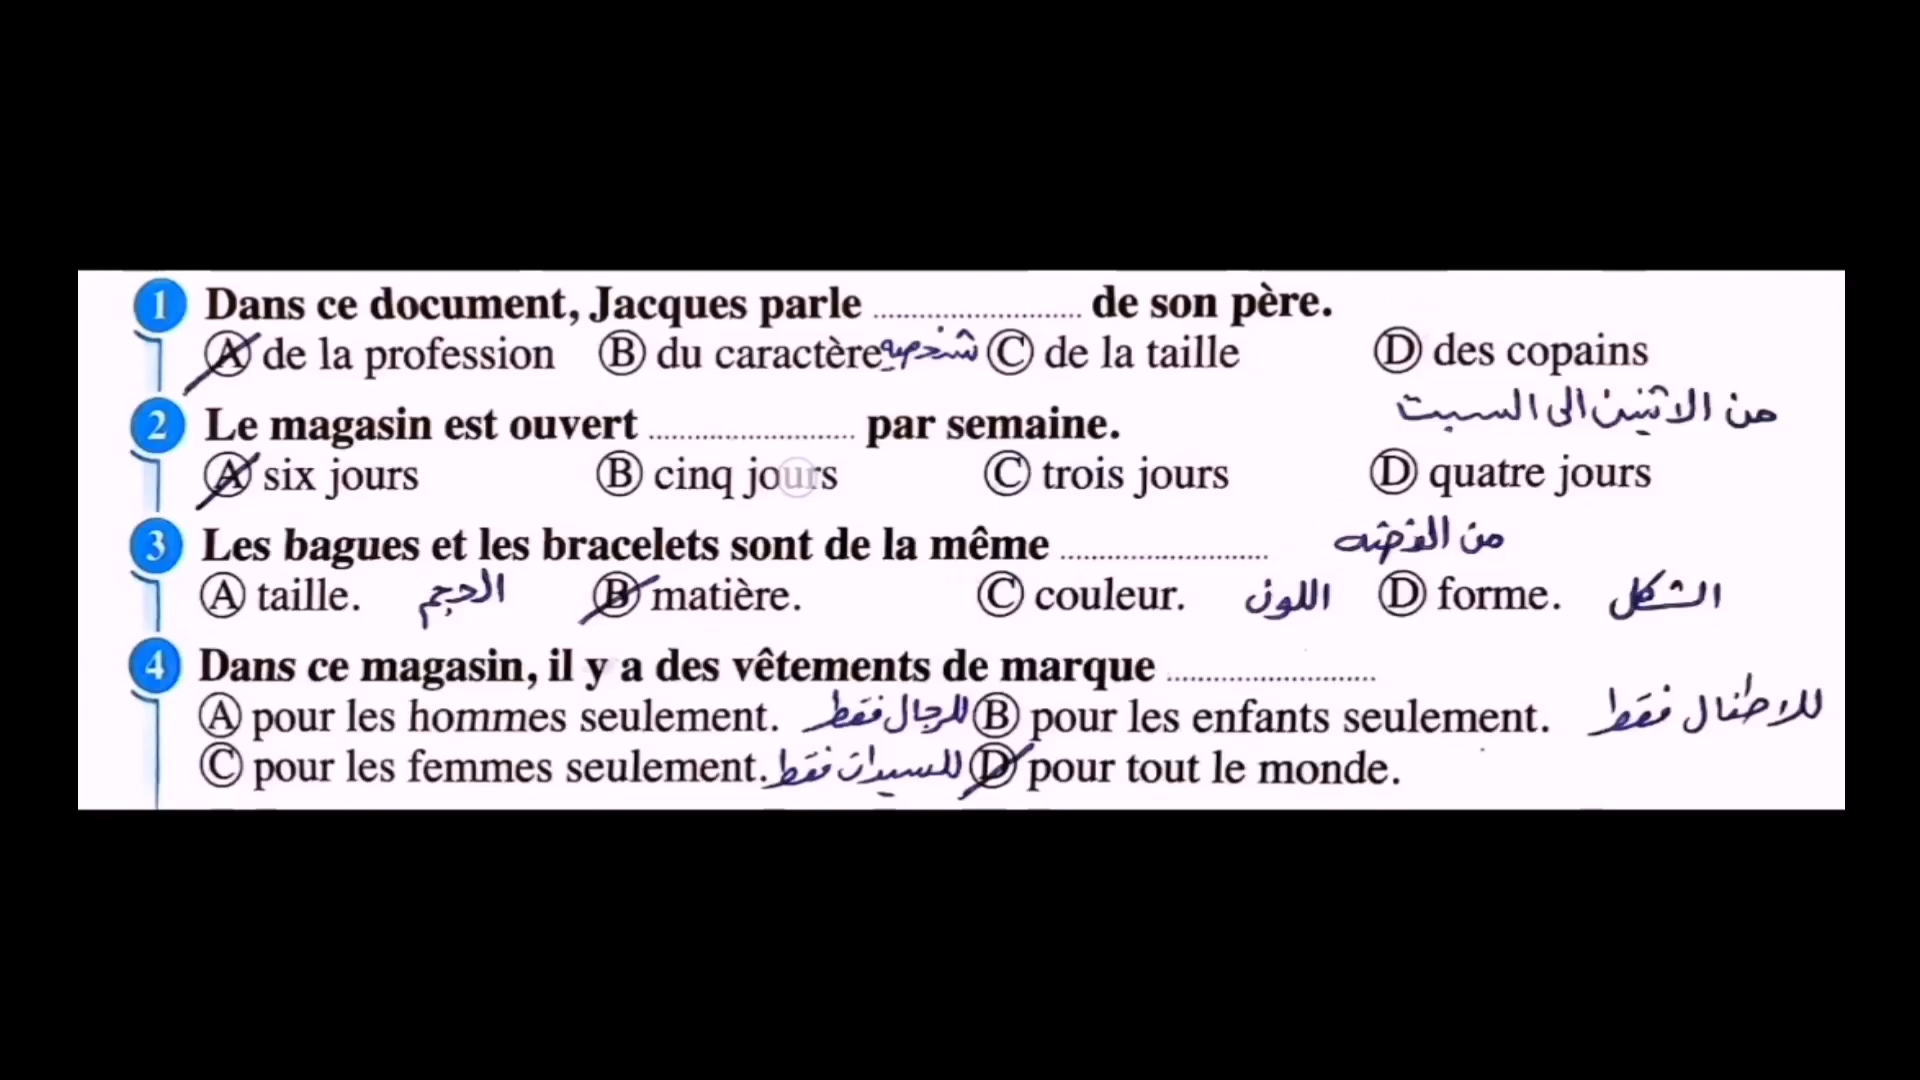 1 Dans ce document, Jacques parle ........................ de son père.
A de la profession B du caractère شخصيه C de la taille D des copains
من الاثنين الى السبت
2 Le magasin est ouvert ........................ par semaine.
A six jours B cinq jours C trois jours D quatre jours
3 Les bagues et les bracelets sont de la même ........................ من الفضه
A taille. الحجم B matière. C couleur. اللون D forme. الشكل
4 Dans ce magasin, il y a des vêtements de marque ........................
A pour les hommes seulement. للرجال فقط B pour les enfants seulement. للاطفال فقط
C pour les femmes seulement. للسيدات فقط D pour tout le monde.